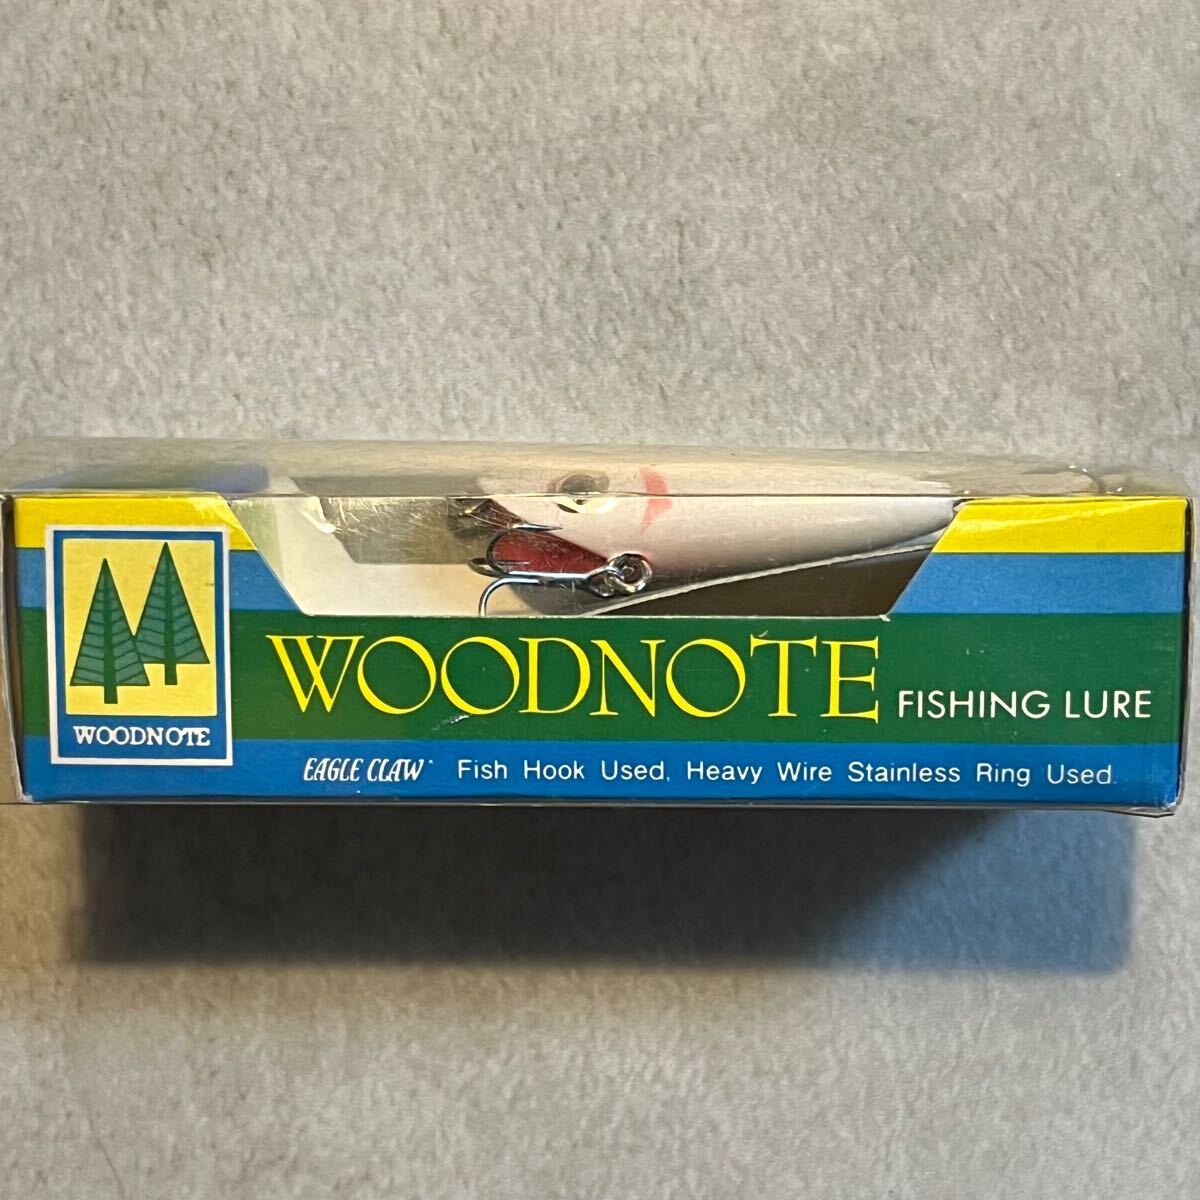 WOODNOTE
WOODNOTE FISHING LURE
EAGLE CLAW Fish Hook Used, Heavy Wire Stainless Ring Used.